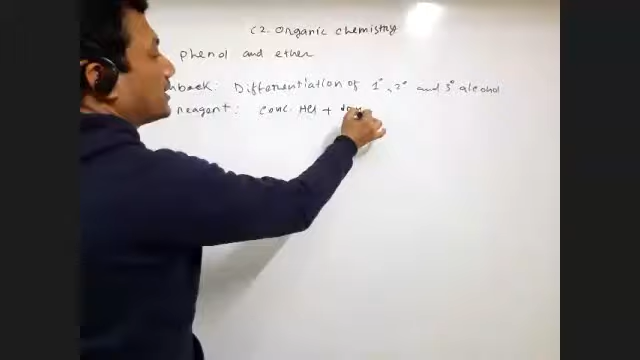 C2. Organic chemistry
phenol and ether
Differentiation of 1°, 2° and 3° alcohol
reagent: Conc. HCl +